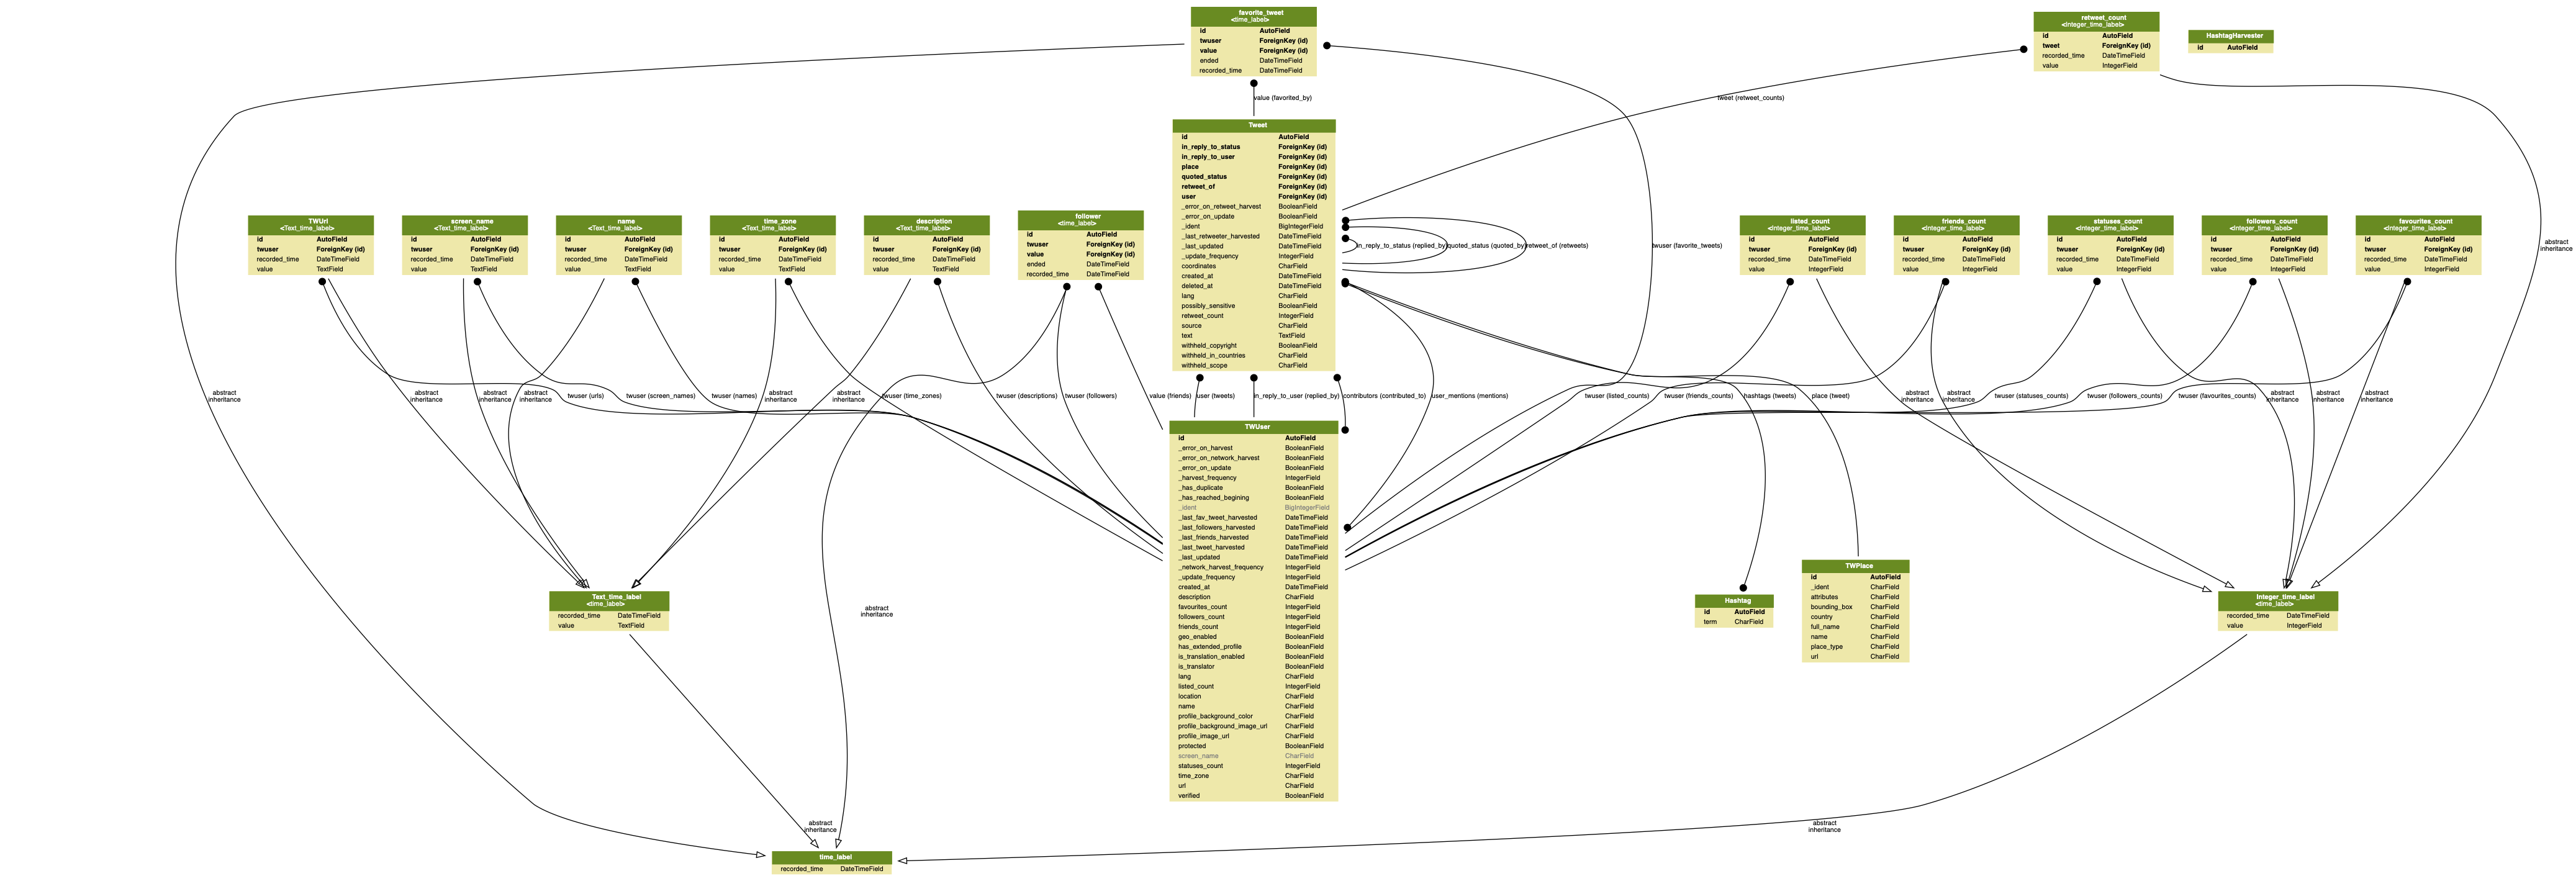 favorite_tweet
<time_label>
id AutoField
twuser ForeignKey (id)
value ForeignKey (id)
ended DateTimeField
recorded_time DateTimeField
retweet_count
<Integer_time_label>
id AutoField
tweet ForeignKey (id)
recorded_time DateTimeField
value IntegerField
HashtagHarvester
id AutoField
value (favorited_by)
tweet (retweet_counts)
Tweet
id AutoField
in_reply_to_status ForeignKey (id)
in_reply_to_user ForeignKey (id)
place ForeignKey (id)
quoted_status ForeignKey (id)
retweet_of ForeignKey (id)
user ForeignKey (id)
_error_on_retweet_harvest BooleanField
_error_on_update BooleanField
_ident BigIntegerField
_last_retweeter_harvested DateTimeField
_last_updated DateTimeField
_update_frequency IntegerField
coordinates CharField
created_at DateTimeField
deleted_at DateTimeField
lang CharField
possibly_sensitive BooleanField
retweet_count IntegerField
source CharField
text TextField
withheld_copyright BooleanField
withheld_in_countries CharField
withheld_scope CharField
TWUrl
<Text_time_label>
id AutoField
twuser ForeignKey (id)
recorded_time DateTimeField
value TextField
screen_name
<Text_time_label>
id AutoField
twuser ForeignKey (id)
recorded_time DateTimeField
value TextField
name
<Text_time_label>
id AutoField
twuser ForeignKey (id)
recorded_time DateTimeField
value TextField
time_zone
<Text_time_label>
id AutoField
twuser ForeignKey (id)
recorded_time DateTimeField
value TextField
description
<Text_time_label>
id AutoField
twuser ForeignKey (id)
recorded_time DateTimeField
value TextField
follower
<time_label>
id AutoField
twuser ForeignKey (id)
value ForeignKey (id)
ended DateTimeField
recorded_time DateTimeField
in_reply_to_status (replied_by)
quoted_status (quoted_by)
retweet_of (retweets)
twuser (favorite_tweets)
listed_count
<Integer_time_label>
id AutoField
twuser ForeignKey (id)
recorded_time DateTimeField
value IntegerField
friends_count
<Integer_time_label>
id AutoField
twuser ForeignKey (id)
recorded_time DateTimeField
value IntegerField
statuses_count
<Integer_time_label>
id AutoField
twuser ForeignKey (id)
recorded_time DateTimeField
value IntegerField
followers_count
<Integer_time_label>
id AutoField
twuser ForeignKey (id)
recorded_time DateTimeField
value IntegerField
favourites_count
<Integer_time_label>
id AutoField
twuser ForeignKey (id)
recorded_time DateTimeField
value IntegerField
abstract
inheritance
abstract
inheritance
abstract
inheritance
twuser (urls)
abstract
inheritance
abstract
inheritance
twuser (screen_names)
twuser (names)
abstract
inheritance
abstract
inheritance
twuser (time_zones)
twuser (descriptions)
twuser (followers)
value (friends)
user (tweets)
in_reply_to_user (replied_by)
contributors (contributed_to)
user_mentions (mentions)
twuser (listed_counts)
twuser (friends_counts)
hashtags (tweets)
place (tweet)
abstract
inheritance
abstract
inheritance
twuser (statuses_counts)
twuser (followers_counts)
twuser (favourites_counts)
abstract
inheritance
abstract
inheritance
abstract
inheritance
TWUser
id AutoField
_error_on_harvest BooleanField
_error_on_network_harvest BooleanField
_error_on_update BooleanField
_harvest_frequency IntegerField
_has_duplicate BooleanField
_has_reached_begining BooleanField
_ident BigIntegerField
_last_fav_tweet_harvested DateTimeField
_last_followers_harvested DateTimeField
_last_friends_harvested DateTimeField
_last_tweet_harvested DateTimeField
_last_updated DateTimeField
_network_harvest_frequency IntegerField
_update_frequency IntegerField
created_at DateTimeField
description CharField
favourites_count IntegerField
followers_count IntegerField
friends_count IntegerField
geo_enabled BooleanField
has_extended_profile BooleanField
is_translation_enabled BooleanField
is_translator BooleanField
lang CharField
listed_count IntegerField
location CharField
name CharField
profile_background_color CharField
profile_background_image_url CharField
profile_image_url CharField
protected BooleanField
screen_name CharField
statuses_count IntegerField
time_zone CharField
url CharField
verified BooleanField
Text_time_label
<time_label>
recorded_time DateTimeField
value TextField
abstract
inheritance
Hashtag
id AutoField
term CharField
TWPlace
id AutoField
_ident CharField
attributes CharField
bounding_box CharField
country CharField
full_name CharField
name CharField
place_type CharField
url CharField
Integer_time_label
<time_label>
recorded_time DateTimeField
value IntegerField
abstract
inheritance
abstract
inheritance
time_label
recorded_time DateTimeField